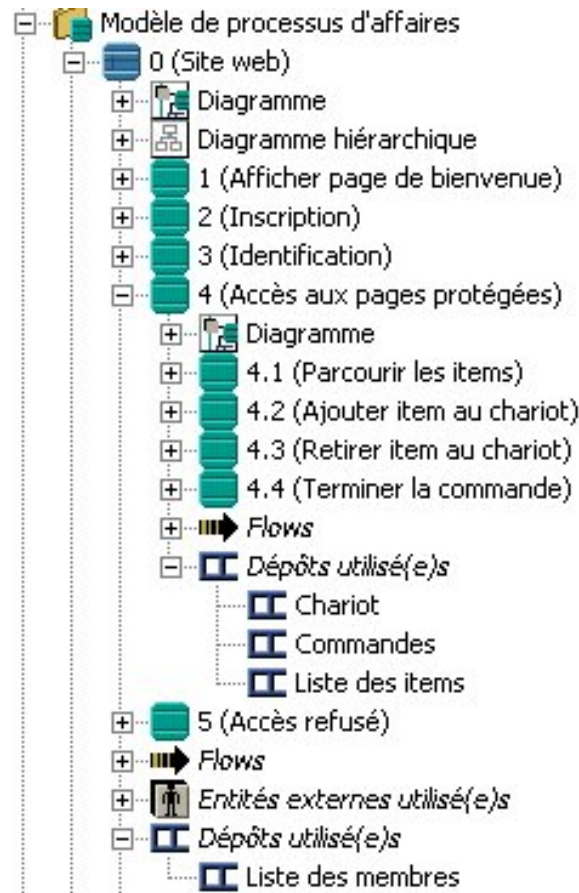 Modèle de processus d'affaires
0 (Site web)
Diagramme
Diagramme hiérarchique
1 (Afficher page de bienvenue)
2 (Inscription)
3 (Identification)
4 (Accès aux pages protégées)
Diagramme
4.1 (Parcourir les items)
4.2 (Ajouter item au chariot)
4.3 (Retirer item au chariot)
4.4 (Terminer la commande)
Flows
Dépôts utilisé(e)s
Chariot
Commandes
Liste des items
5 (Accès refusé)
Flows
Entités externes utilisé(e)s
Dépôts utilisé(e)s
Liste des membres